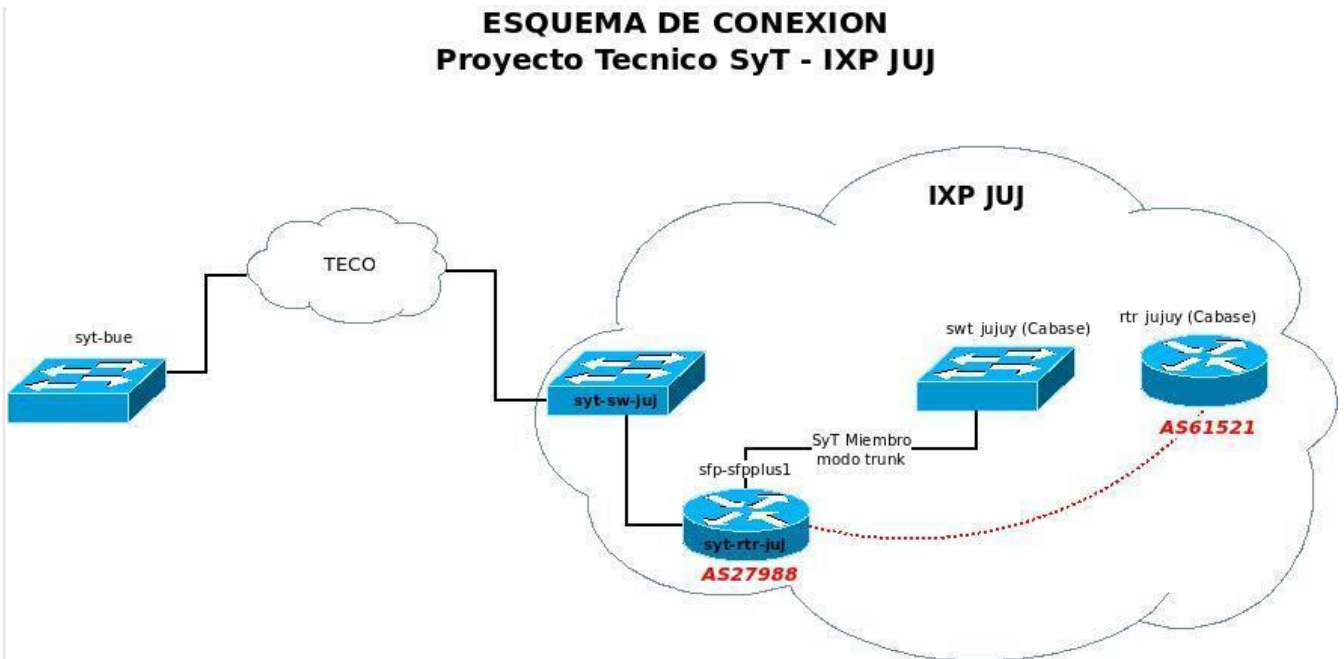 ESQUEMA DE CONEXION
Proyecto Tecnico SyT - IXP JUJ
IXP JUJ
TECO
syt-bue
swt jujuy (Cabase)
rtr jujuy (Cabase)
syt-sw-juj
AS61521
SyT Miembro
modo trunk
sfp-sfpplus1
syt-rtr-juj
AS27988